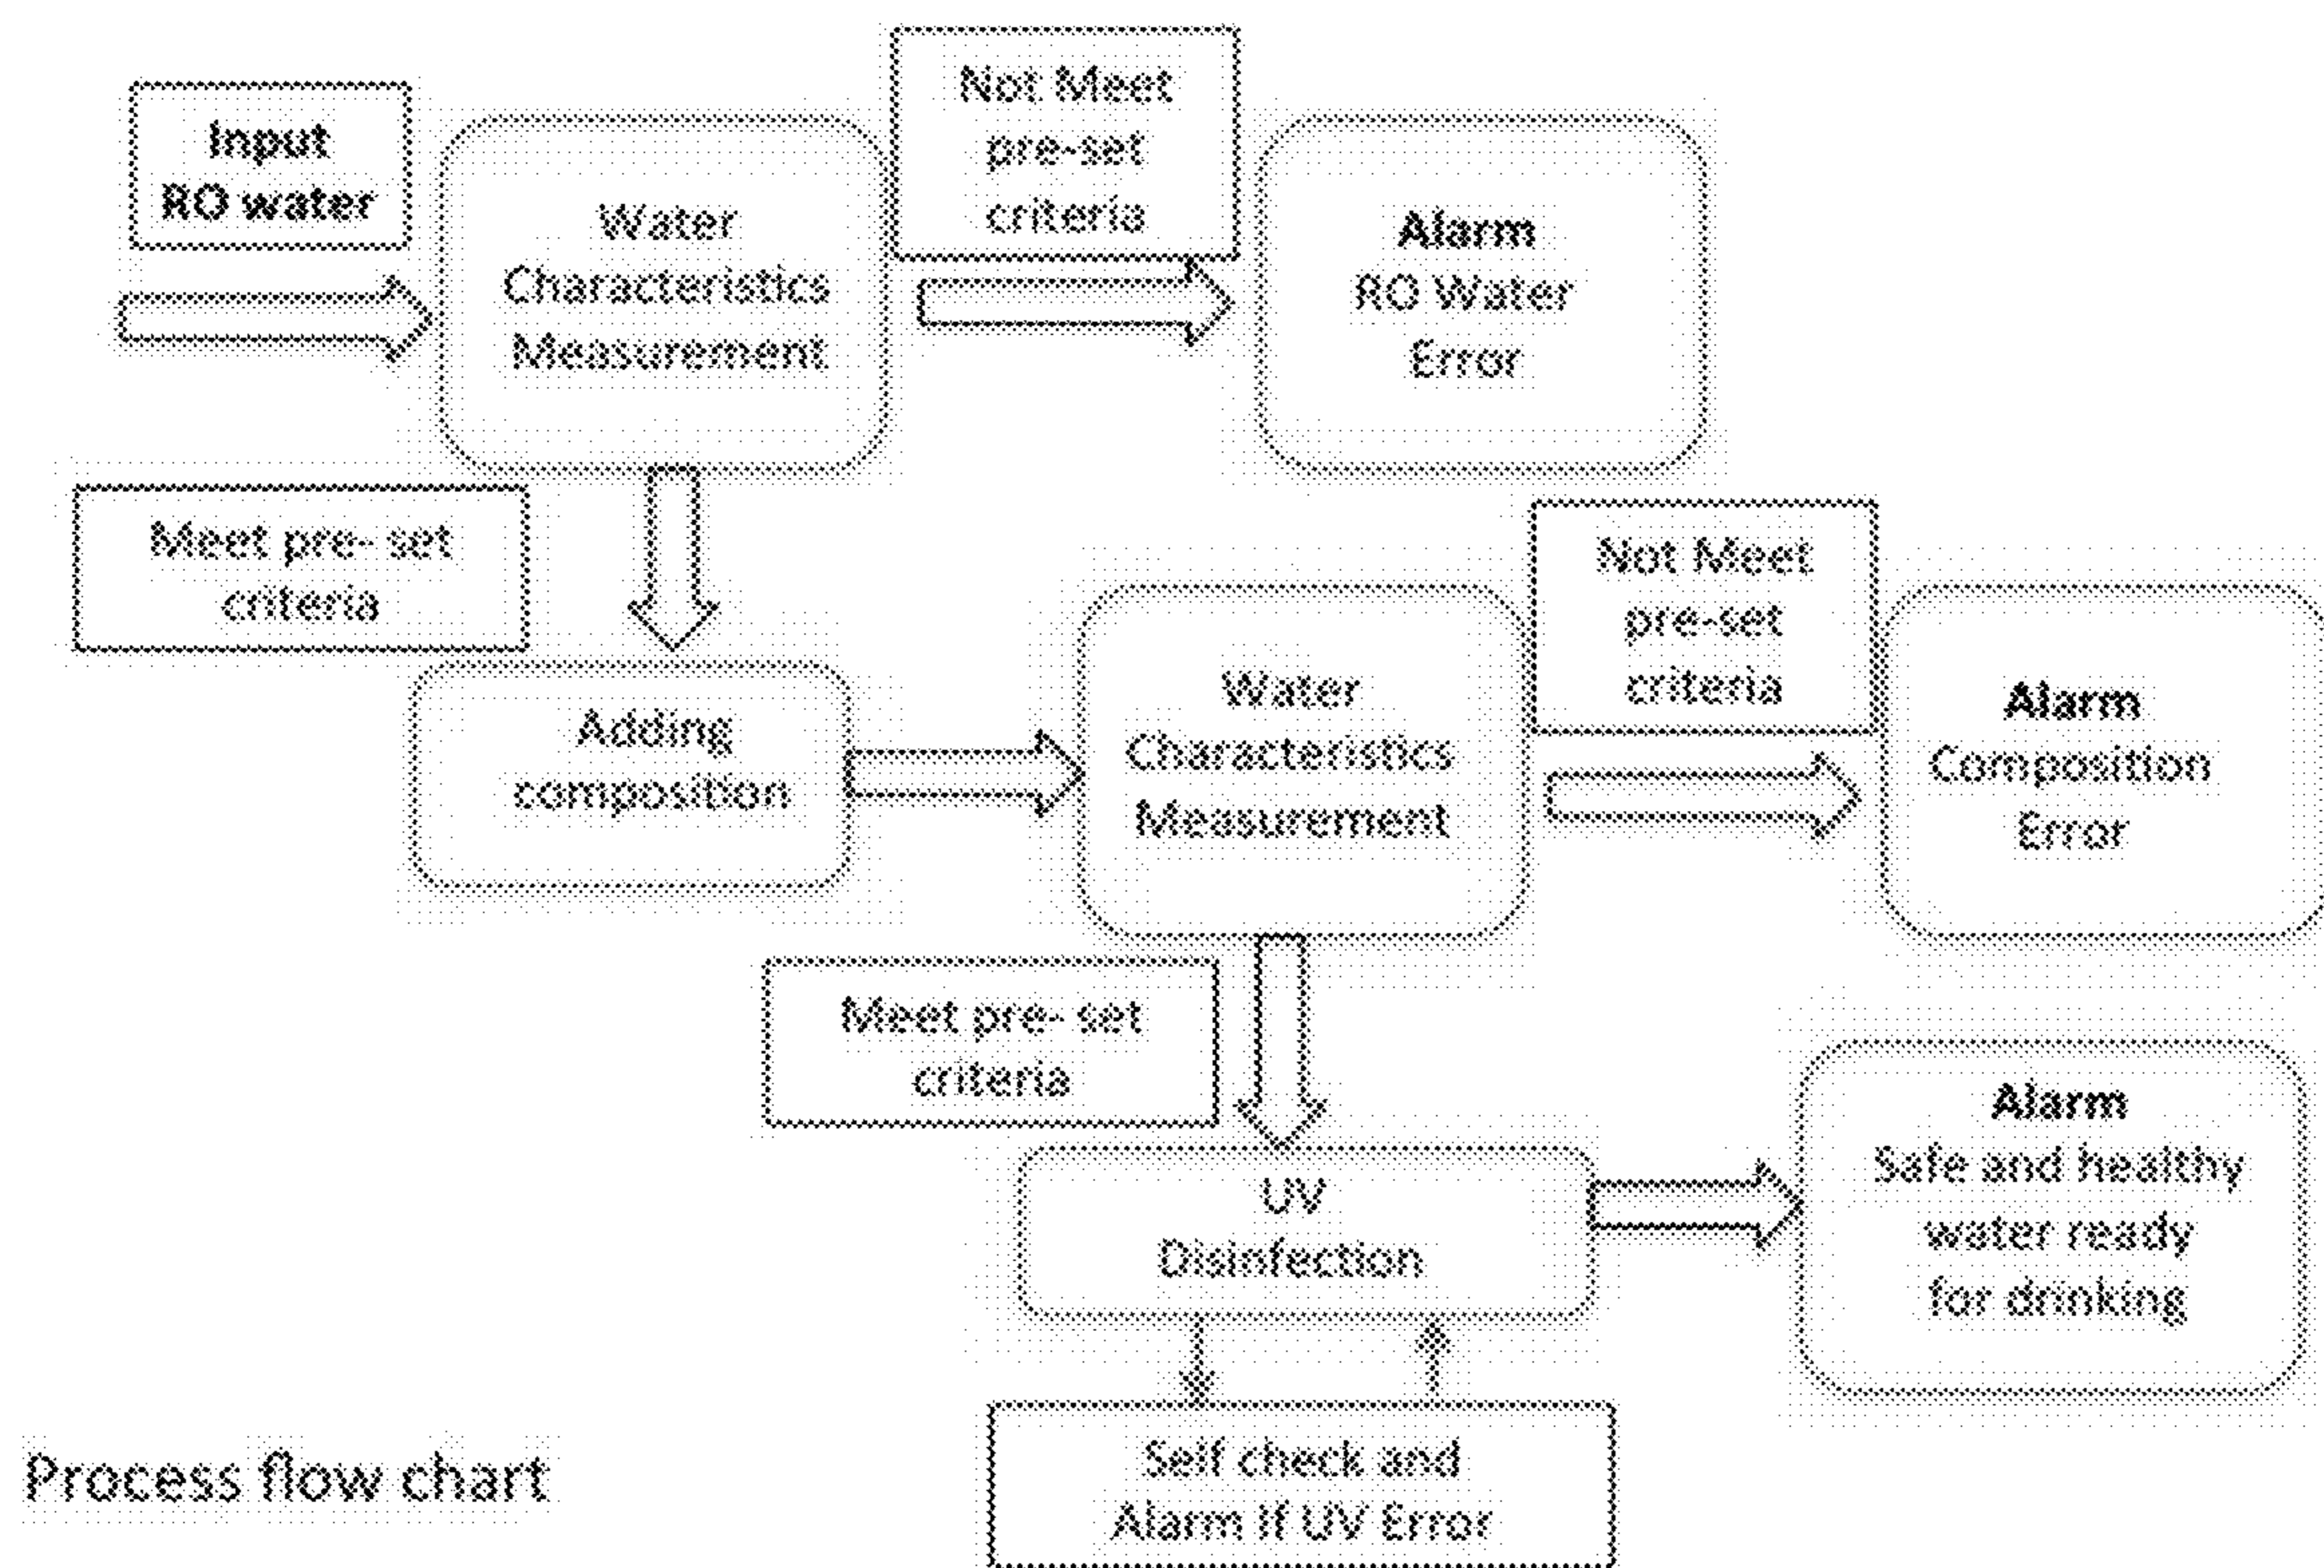 Input
RO water
Water
Characteristics
Measurement
Not Meet
pre-set
criteria
Alarm
RO Water
Error
Meet pre- set
criteria
Adding
composition
Water
Characteristics
Measurement
Not Meet
pre-set
criteria
Alarm
Composition
Error
Meet pre- set
criteria
UV
Disinfection
Alarm
Safe and healthy
water ready
for drinking
Self check and
Alarm If UV Error
Process flow chart